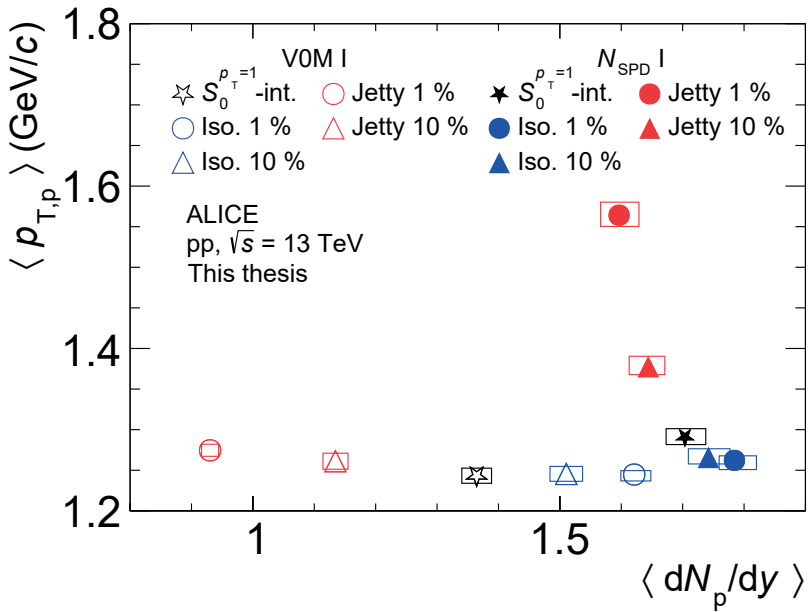 ⟨ p_T,p ⟩ (GeV/c)
1.8
1.6
1.4
1.2
V0M I
N_SPD I
S_0^{p_T=1} -int.
Jetty 1 %
Iso. 1 %
Jetty 10 %
Iso. 10 %
S_0^{p_T=1} -int.
Jetty 1 %
Iso. 1 %
Jetty 10 %
Iso. 10 %
ALICE
pp, √s = 13 TeV
This thesis
1
1.5
⟨ dN_p/dy ⟩